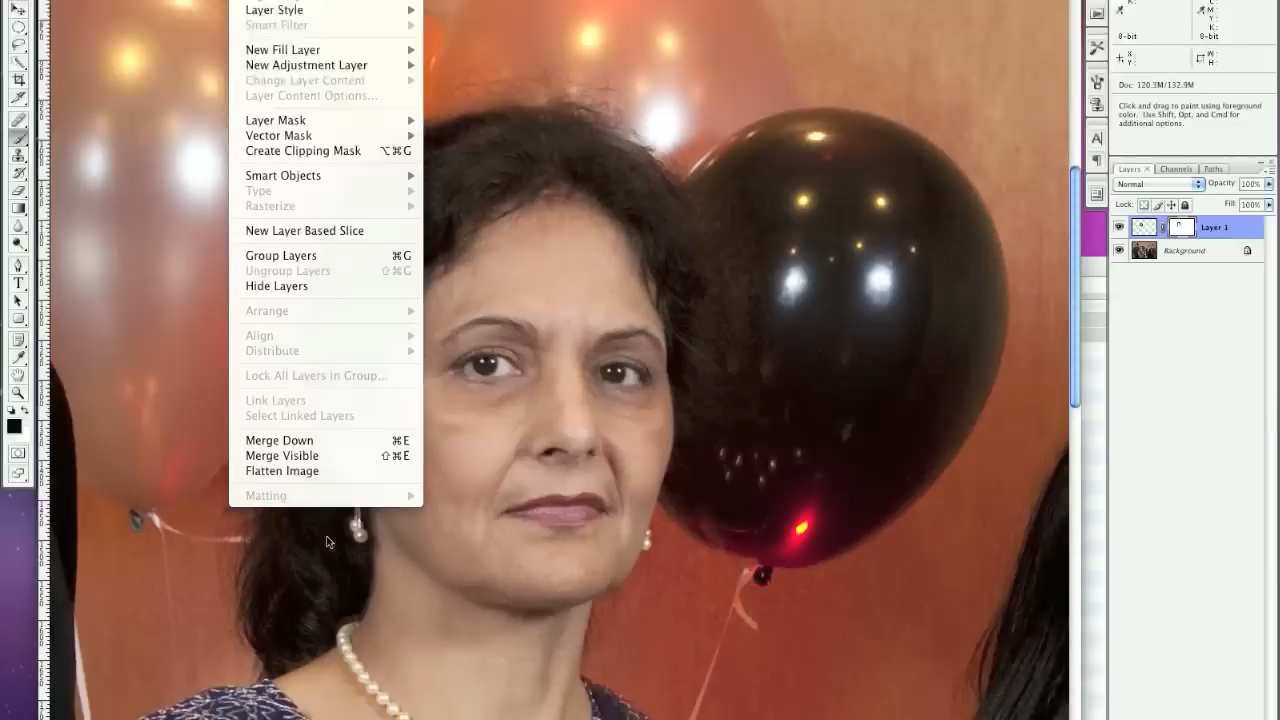 Layer Style
Smart Filter
New Fill Layer
New Adjustment Layer
Change Layer Content
Layer Content Options...
Layer Mask
Vector Mask
Create Clipping Mask ⌥⌘G
Smart Objects
Type
Rasterize
New Layer Based Slice
Group Layers ⌘G
Ungroup Layers ⇧⌘G
Hide Layers
Arrange
Align
Distribute
Lock All Layers in Group...
Link Layers
Select Linked Layers
Merge Down ⌘E
Merge Visible ⇧⌘E
Flatten Image
Matting
M:
Y:
K:
8-bit
8-bit
X:
Y:
W:
H:
Doc: 120.3M/132.9M
Click and drag to paint using foreground
color. Use Shift, Opt, and Cmd for
additional options.
Layers × Channels Paths
Normal Opacity: 100%
Lock: Fill: 100%
Layer 1
Background